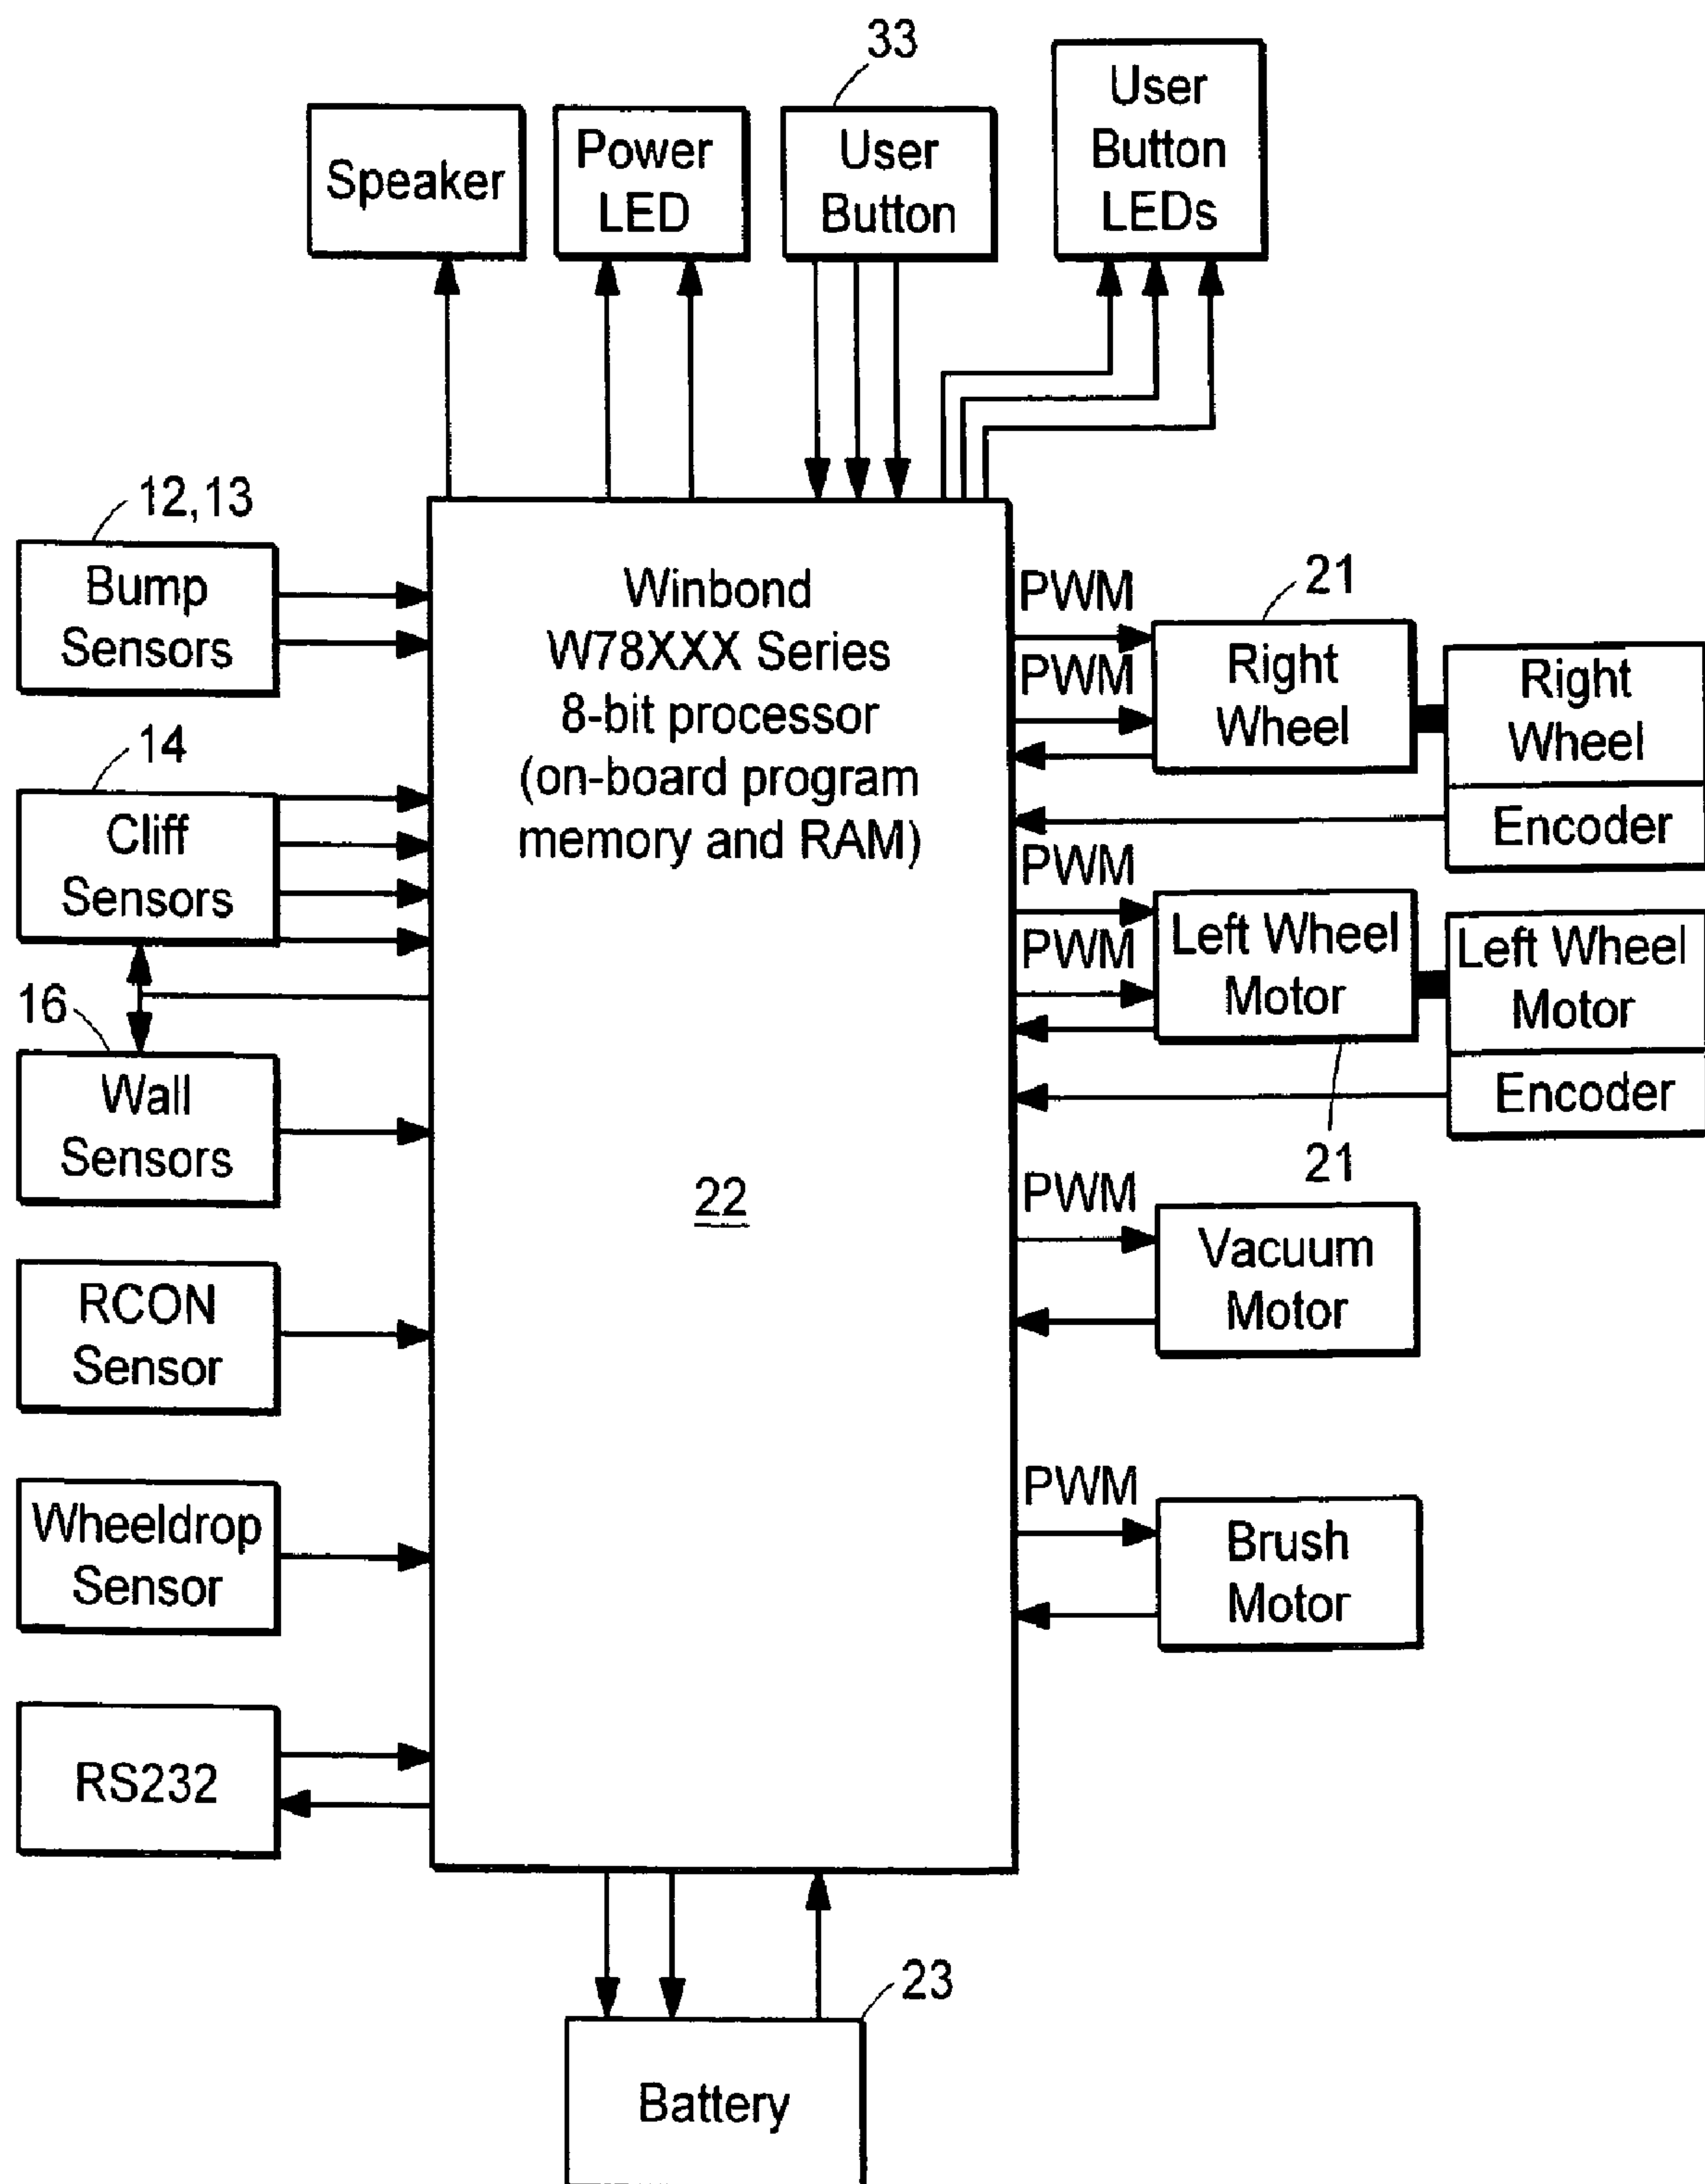 33
User
Button
LEDs
Speaker
Power
LED
User
Button
12,13
Bump
Sensors
14
Cliff
Sensors
16
Wall
Sensors
RCON
Sensor
Wheeldrop
Sensor
RS232
Winbond
W78XXX Series
8-bit processor
(on-board program
memory and RAM)
22
PWM
PWM
21
Right
Wheel
Right
Wheel
Encoder
PWM
PWM
Left Wheel
Motor
21
Left Wheel
Motor
Encoder
PWM
Vacuum
Motor
PWM
Brush
Motor
23
Battery